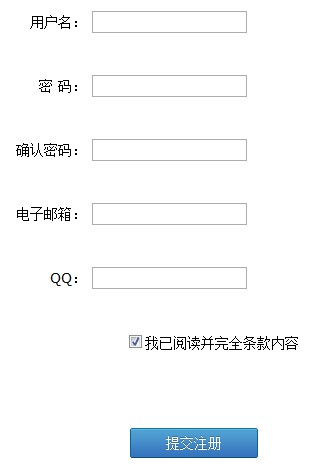 用户名：
密 码：
确认密码：
电子邮箱：
QQ：
我已阅读并完全条款内容
提交注册